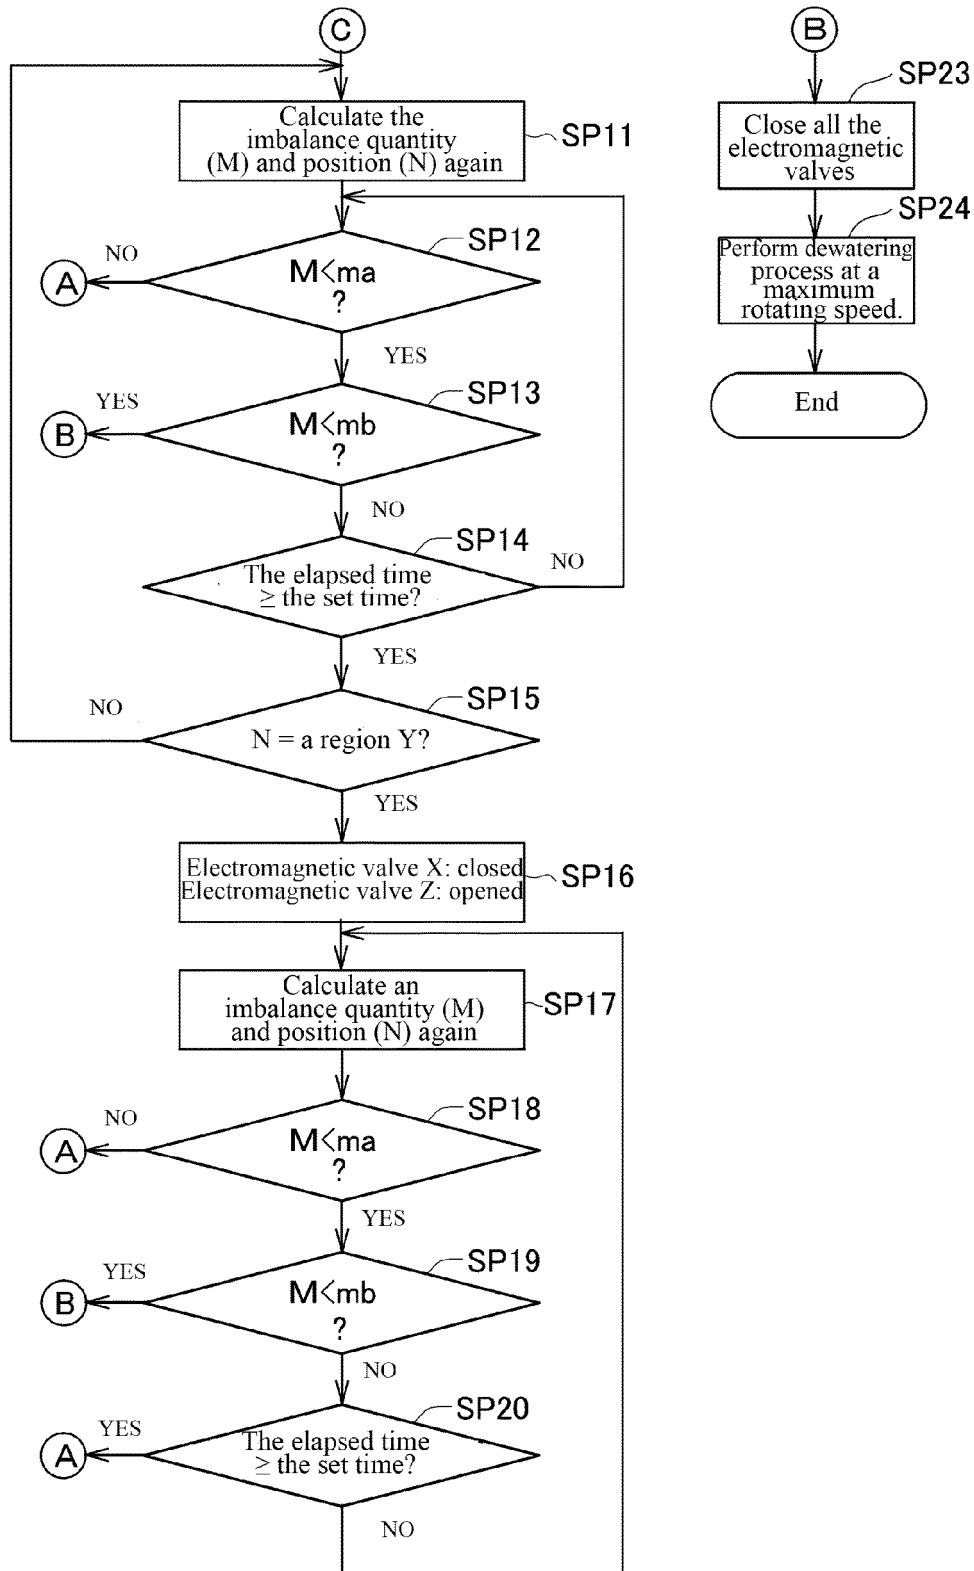 C
Calculate the
imbalance quantity
(M) and position (N) again
SP11
SP12
NO
A
M<ma
?
YES
SP13
YES
B
M<mb
?
NO
SP14
NO
The elapsed time
≥ the set time?
YES
SP15
NO
N = a region Y?
YES
Electromagnetic valve X: closed
Electromagnetic valve Z: opened
SP16
Calculate an
imbalance quantity (M)
and position (N) again
SP17
SP18
NO
A
M<ma
?
YES
SP19
YES
B
M<mb
?
NO
SP20
YES
A
The elapsed time
≥ the set time?
NO
B
SP23
Close all the
electromagnetic
valves
SP24
Perform dewatering
process at a
maximum
rotating speed.
End